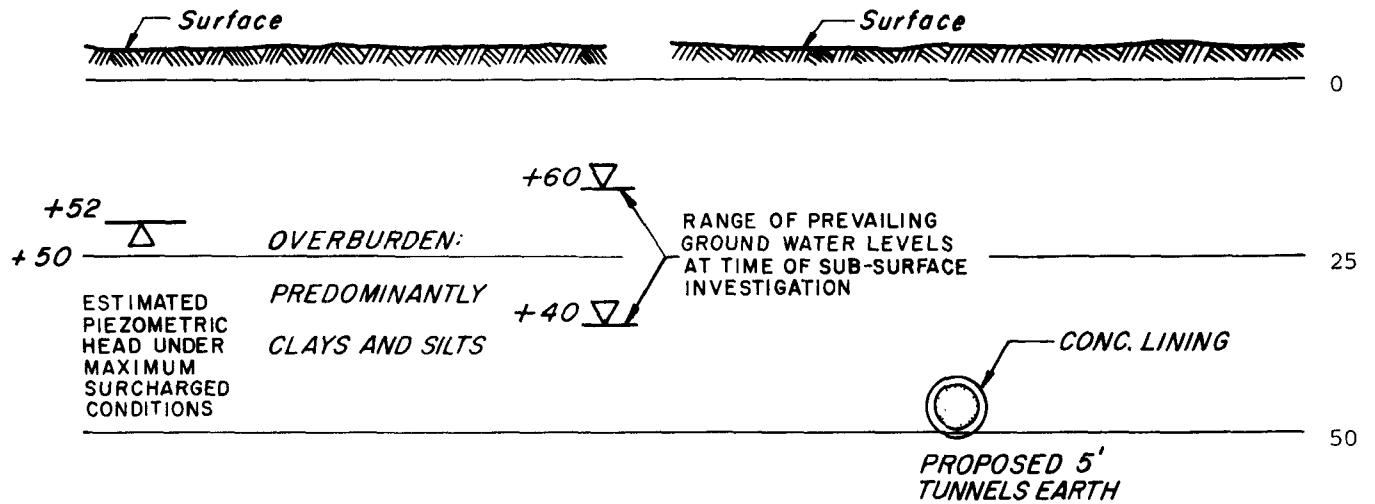 Surface
Surface
0
+60
+52
+50
OVERBURDEN:
PREDOMINANTLY
CLAYS AND SILTS
RANGE OF PREVAILING
GROUND WATER LEVELS
AT TIME OF SUB-SURFACE
INVESTIGATION
25
ESTIMATED
PIEZOMETRIC
HEAD UNDER
MAXIMUM
SURCHARGED
CONDITIONS
+40
CONC. LINING
50
PROPOSED 5'
TUNNELS EARTH